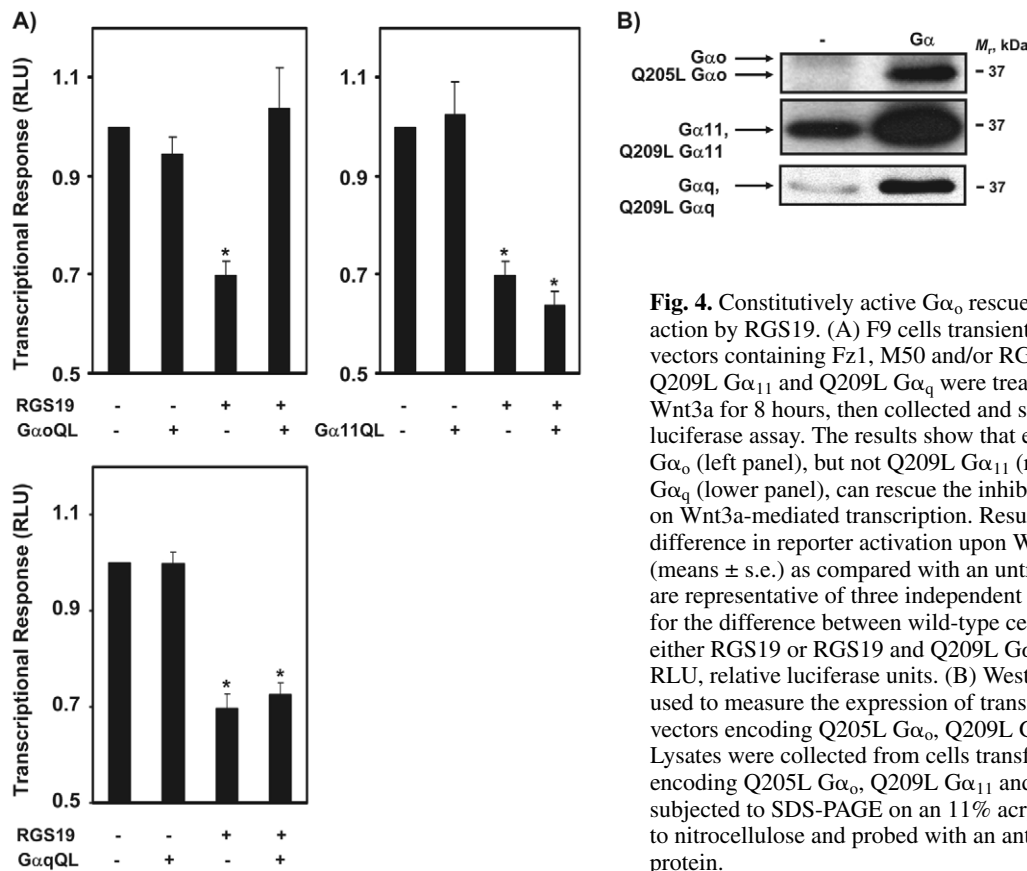 A)
Transcriptional Response (RLU)
1.1
0.9
0.7
0.5
*
RGS19 - - + +
GαoQL - + - +
1.1
0.9
0.7
0.5
*
*
RGS19 - - + +
Gα11QL - + - +
Transcriptional Response (RLU)
1.1
0.9
0.7
0.5
*
*
RGS19 - - + +
GαqQL - + - +
B)
- Gα Mr, kDa
Gαo
Q205L Gαo
- 37
Gα11,
Q209L Gα11
- 37
Gαq,
Q209L Gαq
- 37
Fig. 4. Constitutively active Gαo rescue
action by RGS19. (A) F9 cells transient
vectors containing Fz1, M50 and/or RG
Q209L Gα11 and Q209L Gαq were trea
Wnt3a for 8 hours, then collected and s
luciferase assay. The results show that e
Gαo (left panel), but not Q209L Gα11 (r
Gαq (lower panel), can rescue the inhib
on Wnt3a-mediated transcription. Resu
difference in reporter activation upon W
(means ± s.e.) as compared with an unt
are representative of three independent
for the difference between wild-type ce
either RGS19 or RGS19 and Q209L Gα
RLU, relative luciferase units. (B) West
used to measure the expression of trans
vectors encoding Q205L Gαo, Q209L G
Lysates were collected from cells transf
encoding Q205L Gαo, Q209L Gα11 and
subjected to SDS-PAGE on an 11% acr
to nitrocellulose and probed with an ant
protein.